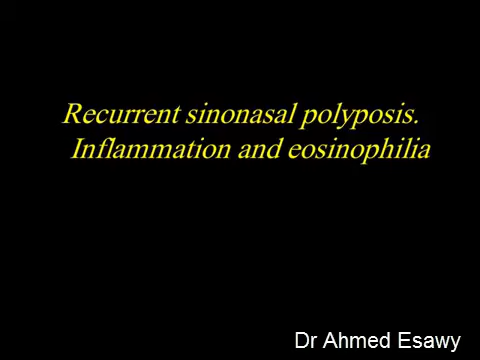 Recurrent sinonasal polyposis.
Inflammation and eosinophilia
Dr Ahmed Esawy